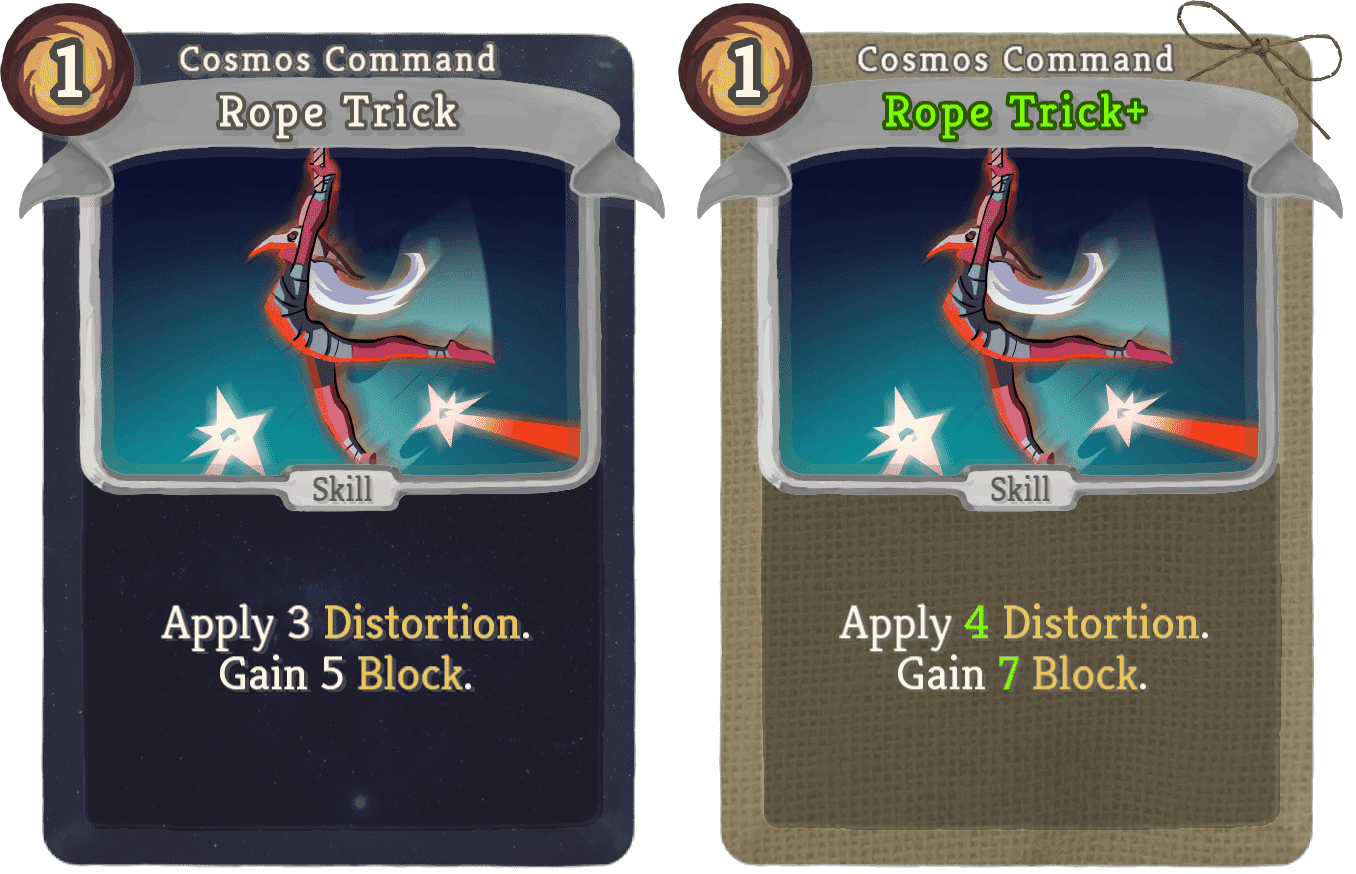 1
Cosmos Command
Rope Trick
Skill
Apply 3 Distortion.
Gain 5 Block.
1
Cosmos Command
Rope Trick+
Skill
Apply 4 Distortion.
Gain 7 Block.